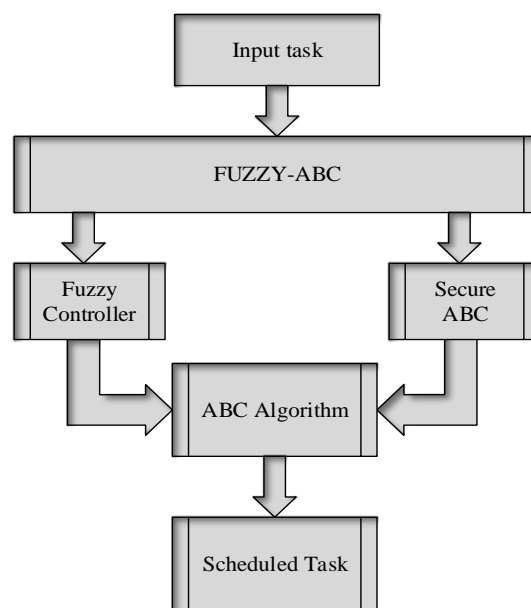 Input task
FUZZY-ABC
Fuzzy
Controller
Secure
ABC
ABC Algorithm
Scheduled Task